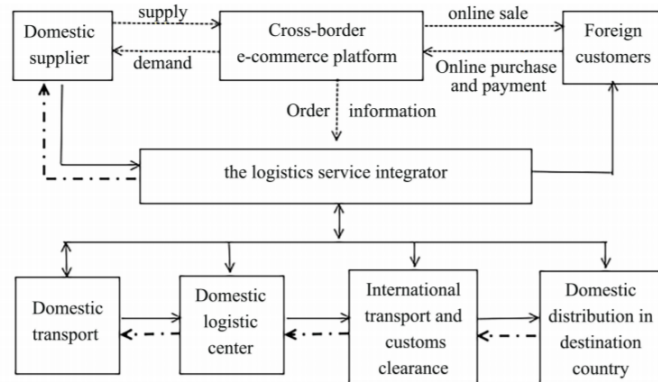 Domestic
supplier
supply
demand
Cross-border
e-commerce platform
online sale
Online purchase
and payment
Foreign
customers
Order information
the logistics service integrator
Domestic
transport
Domestic
logistic
center
International
transport and
customs
clearance
Domestic
distribution in
destination
country